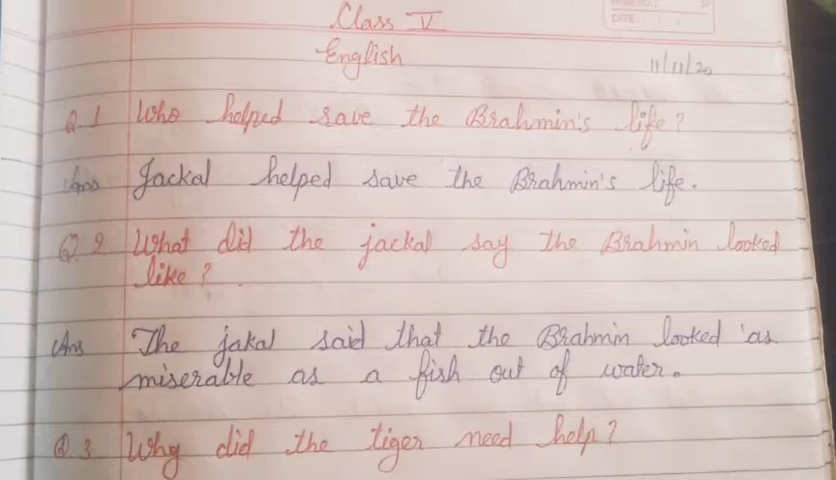 Class V
English
11/11/20
Q.1 Who helped save the Brahmin's life?
Ans Jackal helped save the Brahmin's life.
Q.2 What did the jackal say the Brahmin looked
like?
Ans The jakal said that the Brahmin looked 'as
miserable as a fish out of water.
Q.3 Why did the tiger need help?
DATE: